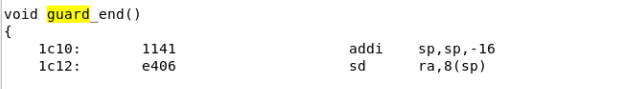 void guard_end()
{
1c10: 1141 addi sp,sp,-16
1c12: e406 sd ra,8(sp)